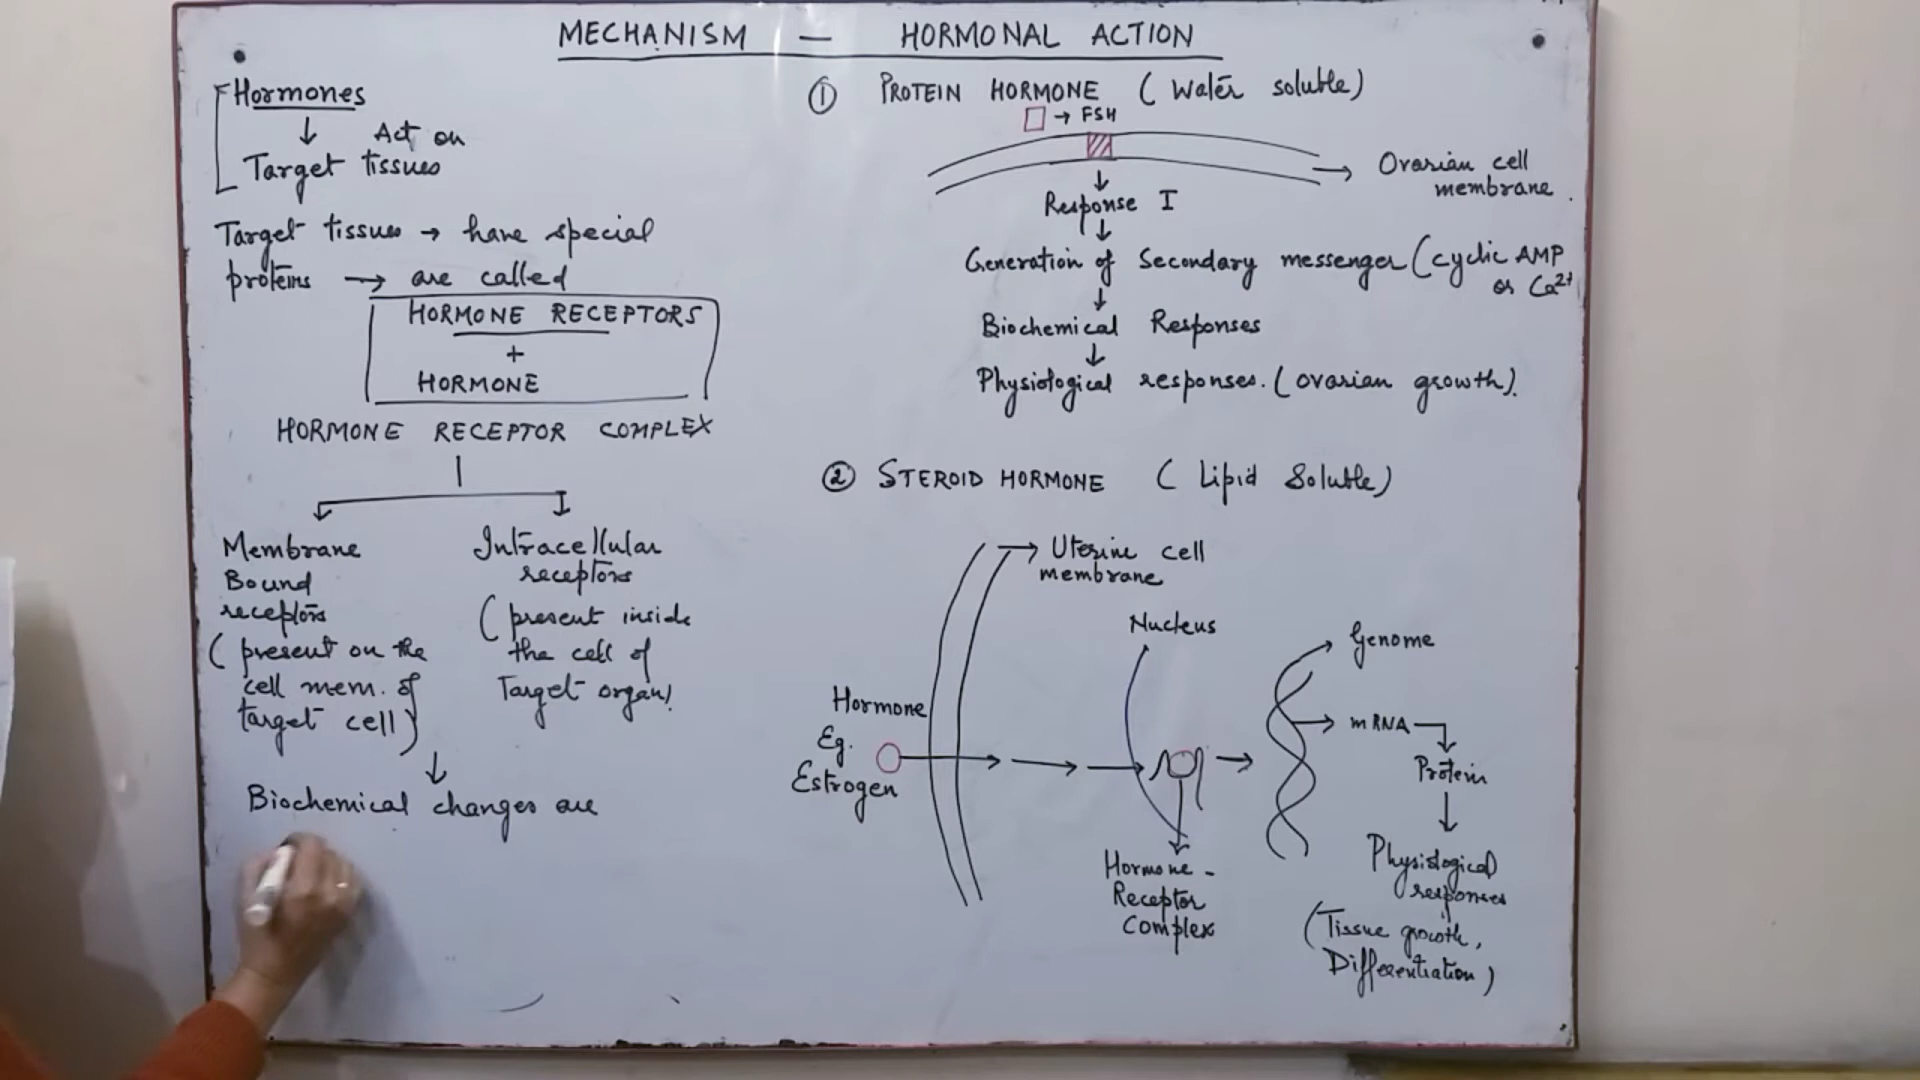 MECHANISM — HORMONAL ACTION
Hormones
↓ Act on
Target tissues
Target tissues → have special
proteins → are called
HORMONE RECEPTORS
+
HORMONE
HORMONE RECEPTOR COMPLEX
Membrane
Bound
receptors
(present on the
cell mem. of
target cell)
Intracellular
receptors
(present inside
the cell of
Target organ)
↓
Biochemical changes are
① PROTEIN HORMONE (Water soluble)
→ FSH
→ Ovarian cell
membrane.
↓
Response I
↓
Generation of Secondary messenger (cyclic AMP
or Ca2+
↓
Biochemical Responses
↓
Physiological responses. (ovarian growth).
② STEROID HORMONE (Lipid Soluble)
→ Uterine cell
membrane
Nucleus
Genome
Hormone
Eg.
Estrogen
mRNA
Protein
↓
Physiological
responses
(Tissue growth,
Differentiation)
Hormone -
Receptor
Complex